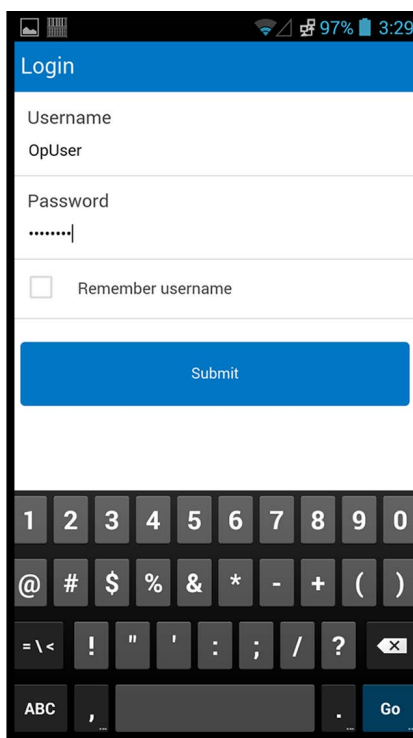 97% 3:29
Login
Username
OpUser
Password
••••••••
Remember username
Submit
1 2 3 4 5 6 7 8 9 0
@ # $ % & * - + ( )
=\< ! " ' : ; / ?
ABC , . Go